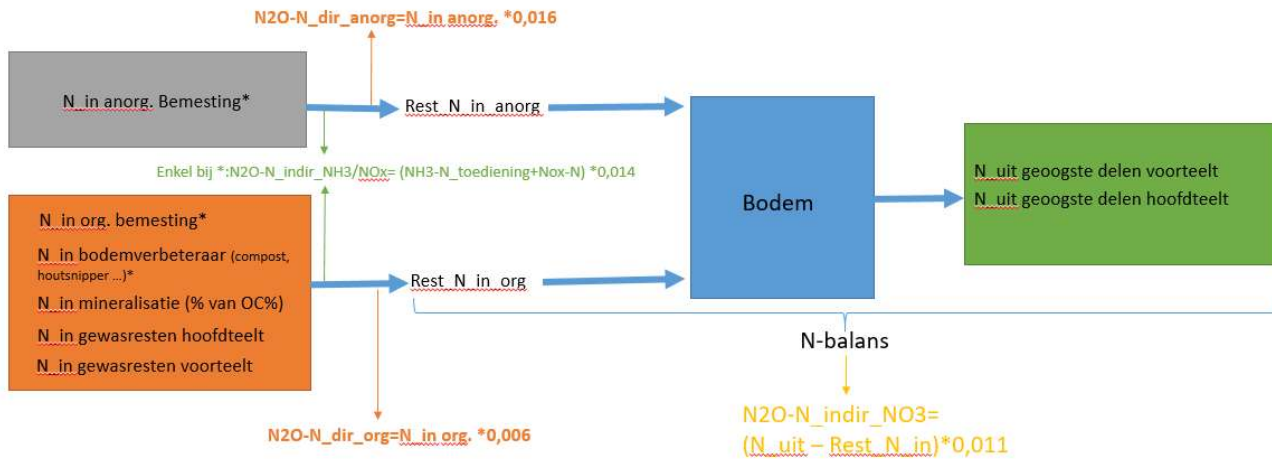 N2O-N_dir_anorg=N_in anorg. *0,016
N_in anorg. Bemesting*
Rest_N_in_anorg
Enkel bij *:N2O-N_indir_NH3/NOx= (NH3-N_toediening+Nox-N) *0,014
N_in org. bemesting*
N_in bodemverbeteraar (compost,
houtsnipper ...)*
N_in mineralisatie (% van OC%)
N_in gewasresten hoofdteelt
N_in gewasresten voorteelt
Rest_N_in_org
Bodem
N_uit geoogste delen voorteelt
N_uit geoogste delen hoofdteelt
N-balans
N2O-N_dir_org=N_in org. *0,006
N2O-N_indir_NO3=
(N_uit – Rest_N_in)*0,011